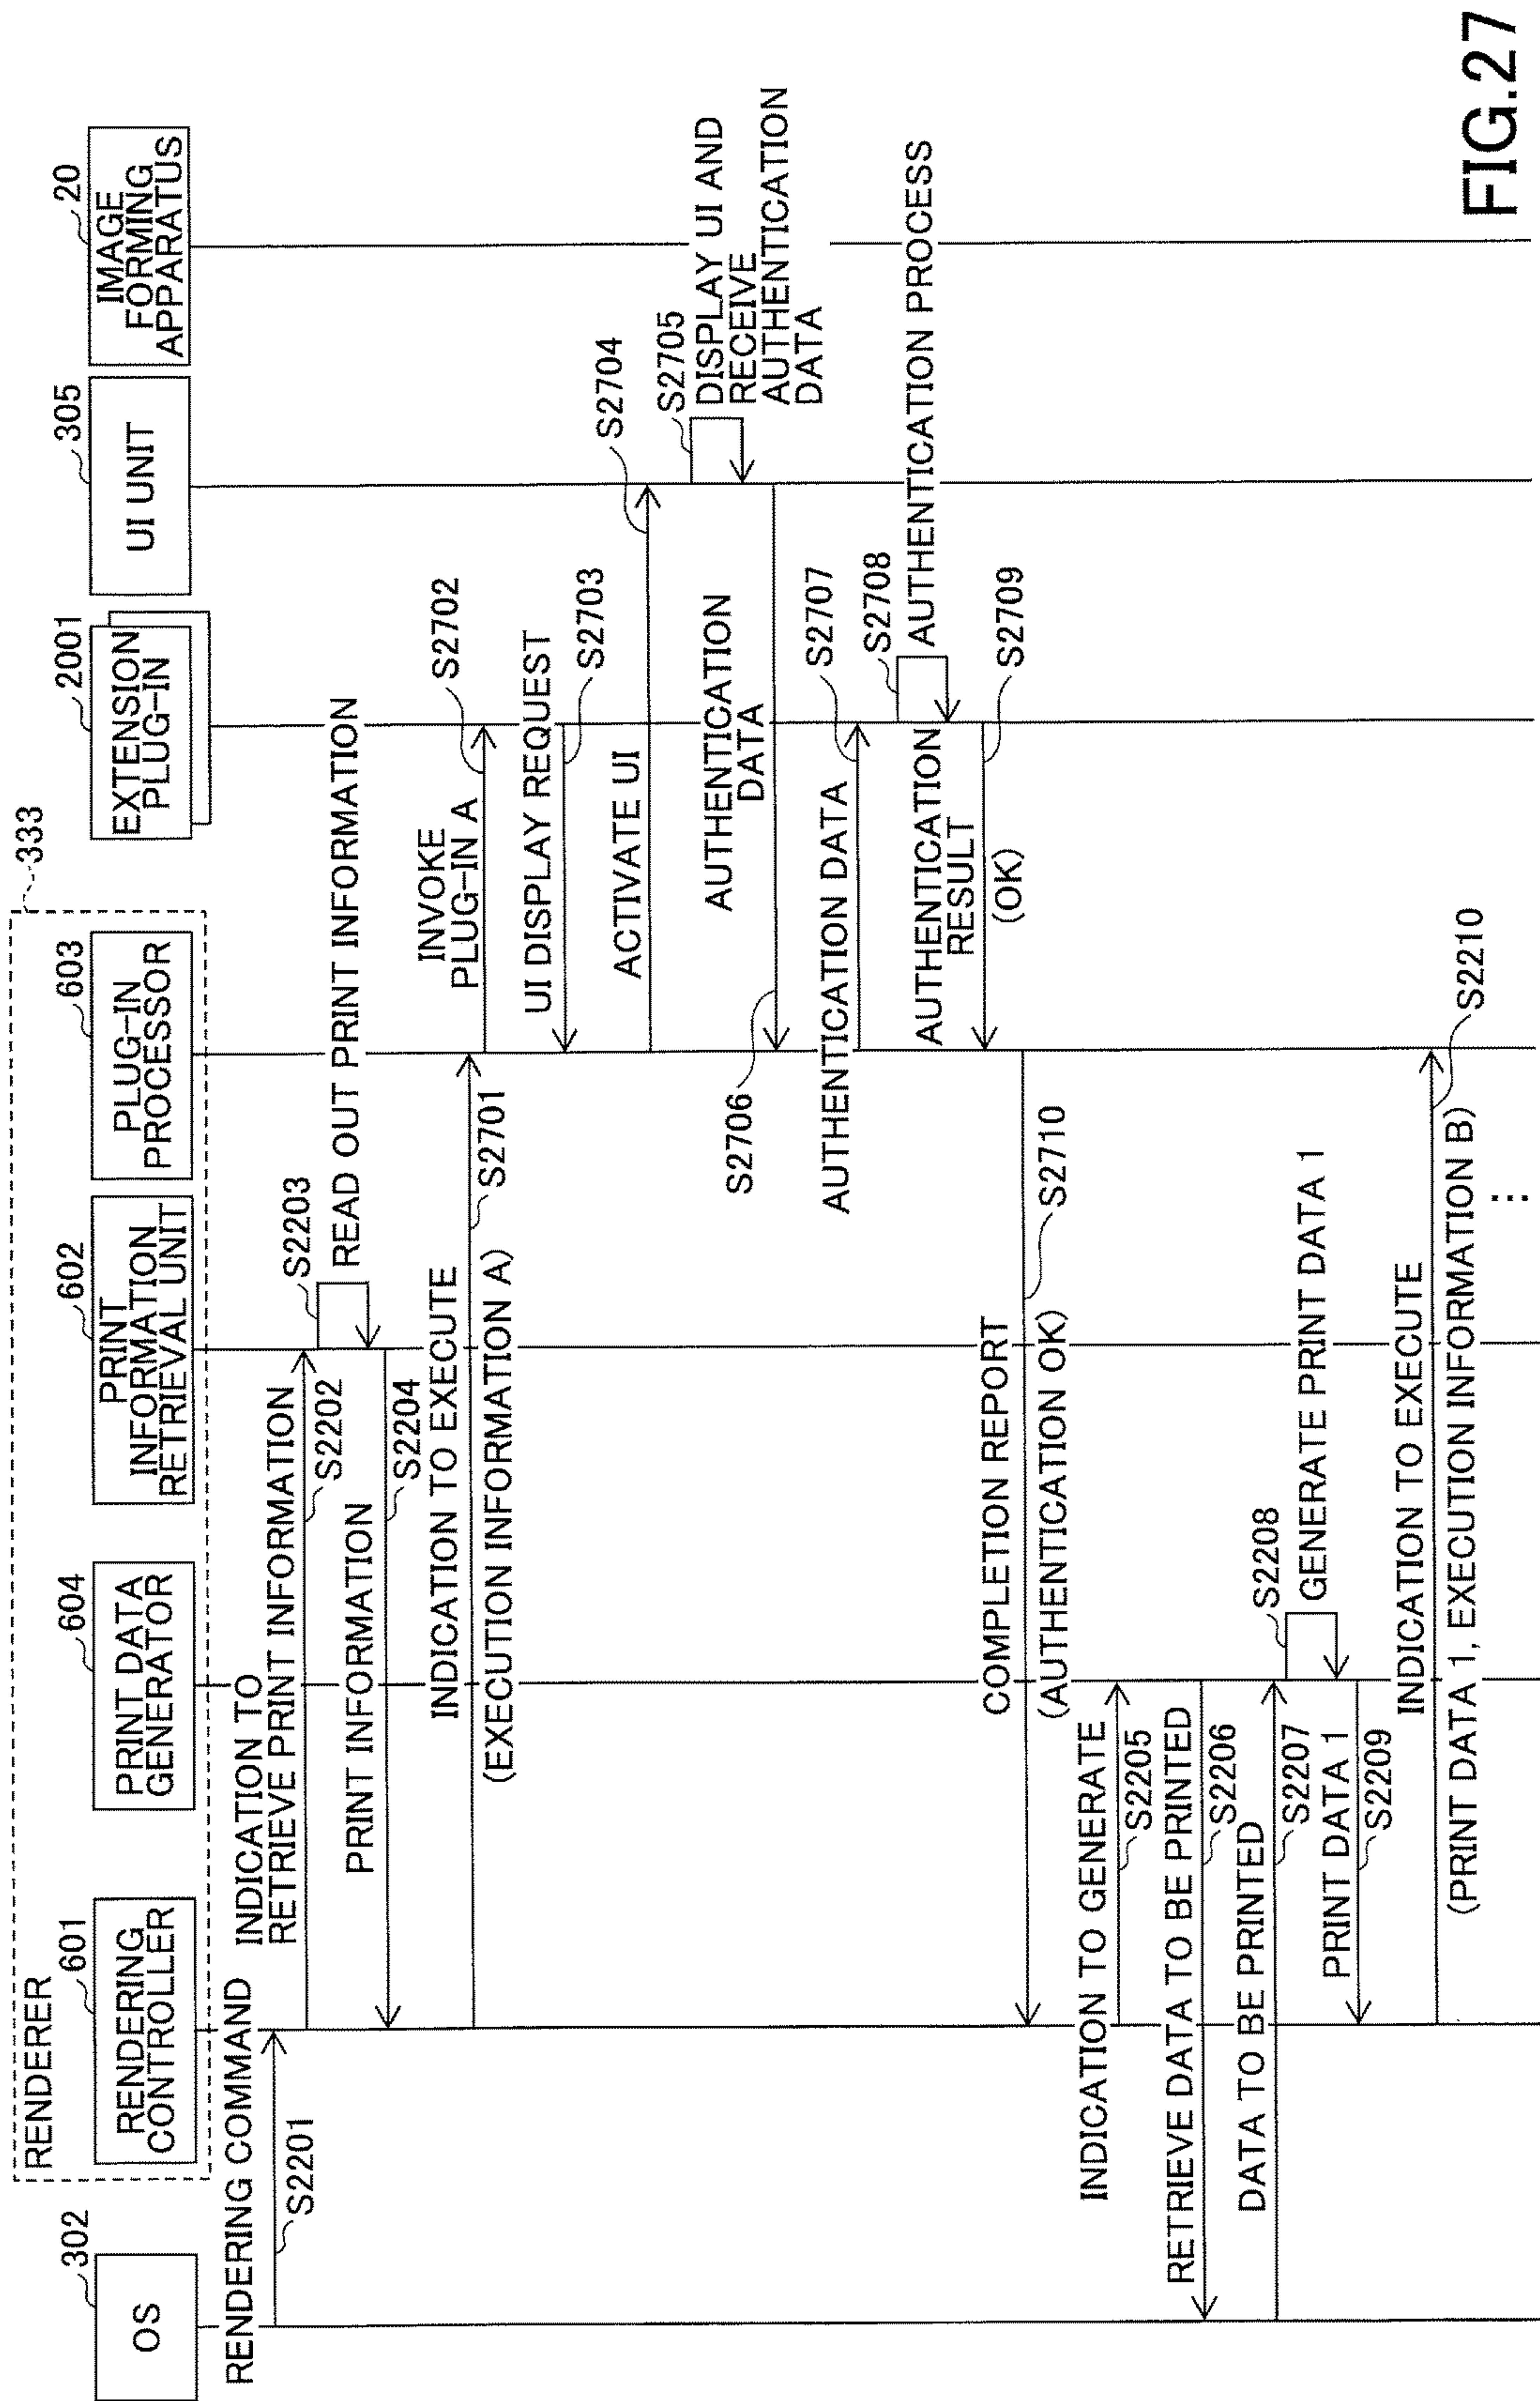 FIG.27
RENDERER
333
302
OS
601
RENDERING
CONTROLLER
604
PRINT DATA
GENERATOR
602
PRINT
INFORMATION
RETRIEVAL UNIT
603
PLUG-IN
PROCESSOR
2001
EXTENSION
PLUG-IN
305
UI UNIT
20
IMAGE
FORMING
APPARATUS
RENDERING COMMAND
S2201
INDICATION TO
RETRIEVE PRINT INFORMATION
S2202
S2203
READ OUT PRINT INFORMATION
PRINT INFORMATION
S2204
INDICATION TO EXECUTE
S2701
(EXECUTION INFORMATION A)
INVOKE
PLUG-IN A
S2702
UI DISPLAY REQUEST
S2703
ACTIVATE UI
S2704
S2705
DISPLAY UI AND
RECEIVE
AUTHENTICATION
DATA
AUTHENTICATION
DATA
S2706
AUTHENTICATION DATA
S2707
S2708
AUTHENTICATION PROCESS
AUTHENTICATION
RESULT
(OK)
S2709
COMPLETION REPORT
S2710
(AUTHENTICATION OK)
INDICATION TO GENERATE
S2205
RETRIEVE DATA TO BE PRINTED
S2206
DATA TO BE PRINTED
S2207
S2208
GENERATE PRINT DATA 1
PRINT DATA 1
S2209
INDICATION TO EXECUTE
S2210
(PRINT DATA 1, EXECUTION INFORMATION B)
⋮